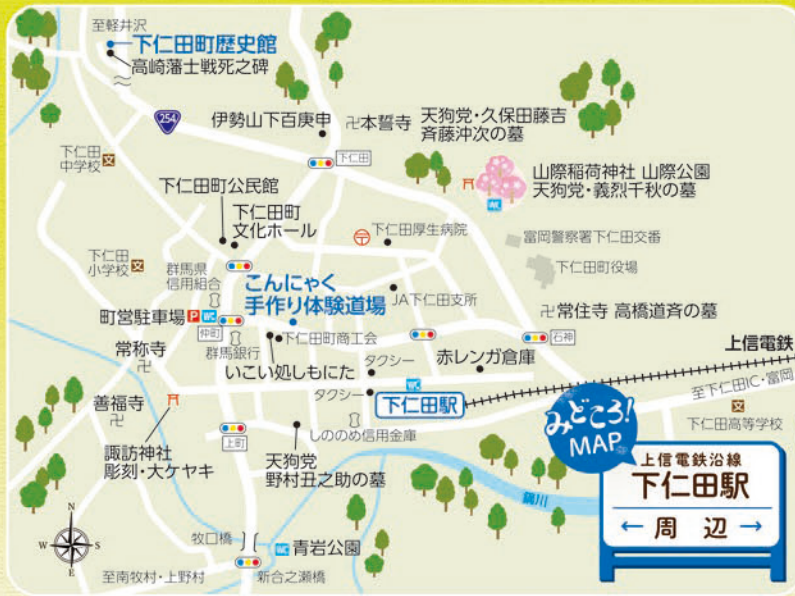 至軽井沢
下仁田町歴史館
高崎藩士戦死之碑
254
伊勢山下百庚申
卍本誓寺
天狗党・久保田藤吉
斉藤沖次の墓
下仁田
中学校
文
下仁田
山際稲荷神社 山際公園
天狗党・義烈千秋の墓
WC
下仁田町公民館
下仁田町
文化ホール
下仁田厚生病院
富岡警察署下仁田交番
下仁田町役場
下仁田
小学校
文
群馬県
信用組合
こんにゃく
手作り体験道場
JA下仁田支所
卍常住寺 高橋道斉の墓
町営駐車場
P
WC
仲町
群馬銀行
下仁田町商工会
石神
常称寺
卍
いこい処しもにた
タクシー
赤レンガ倉庫
上信電鉄
WC
タクシー
下仁田駅
至下仁田IC・富岡
善福寺
卍
文
下仁田高等学校
しののめ信用金庫
上町
諏訪神社
彫刻・大ケヤキ
天狗党
野村丑之助の墓
みどころ!
MAP
上信電鉄沿線
下仁田駅
← 周辺 →
鏑川
N
W
S
E
牧口橋
WC
青岩公園
至南牧村・上野村
新合之瀬橋